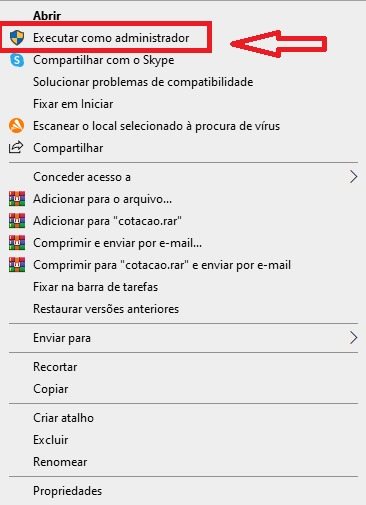 Abrir
Executar como administrador
Compartilhar com o Skype
Solucionar problemas de compatibilidade
Fixar em Iniciar
Escanear o local selecionado à procura de vírus
Compartilhar
Conceder acesso a
Adicionar para o arquivo...
Adicionar para "cotacao.rar"
Comprimir e enviar por e-mail...
Comprimir para "cotacao.rar" e enviar por e-mail
Fixar na barra de tarefas
Restaurar versões anteriores
Enviar para
Recortar
Copiar
Criar atalho
Excluir
Renomear
Propriedades